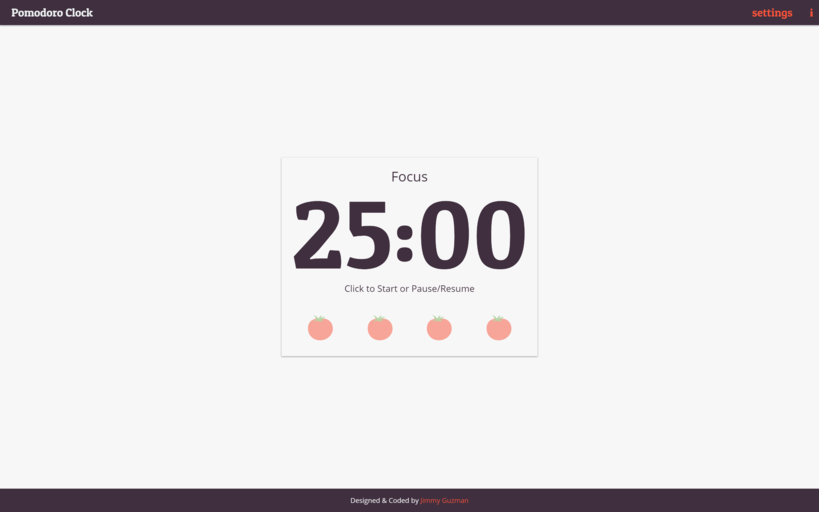 Pomodoro Clock
settings i
Focus
25:00
Click to Start or Pause/Resume
Designed & Coded by Jimmy Guzman